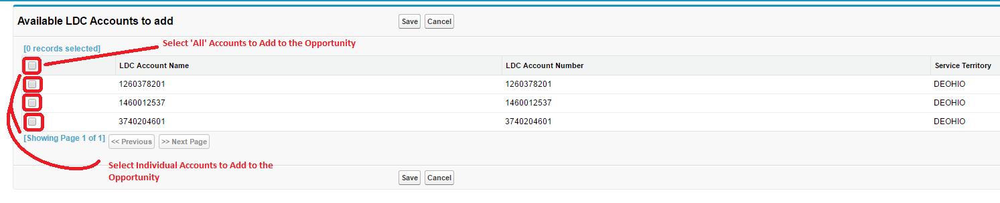 Available LDC Accounts to add
Save Cancel
[0 records selected]
Select 'All' Accounts to Add to the Opportunity
LDC Account Name LDC Account Number Service Territory
1260378201 1260378201 DEOHIO
1460012537 1460012537 DEOHIO
3740204601 3740204601 DEOHIO
[Showing Page 1 of 1] << Previous >> Next Page
Select Individual Accounts to Add to the
Opportunity
Save Cancel